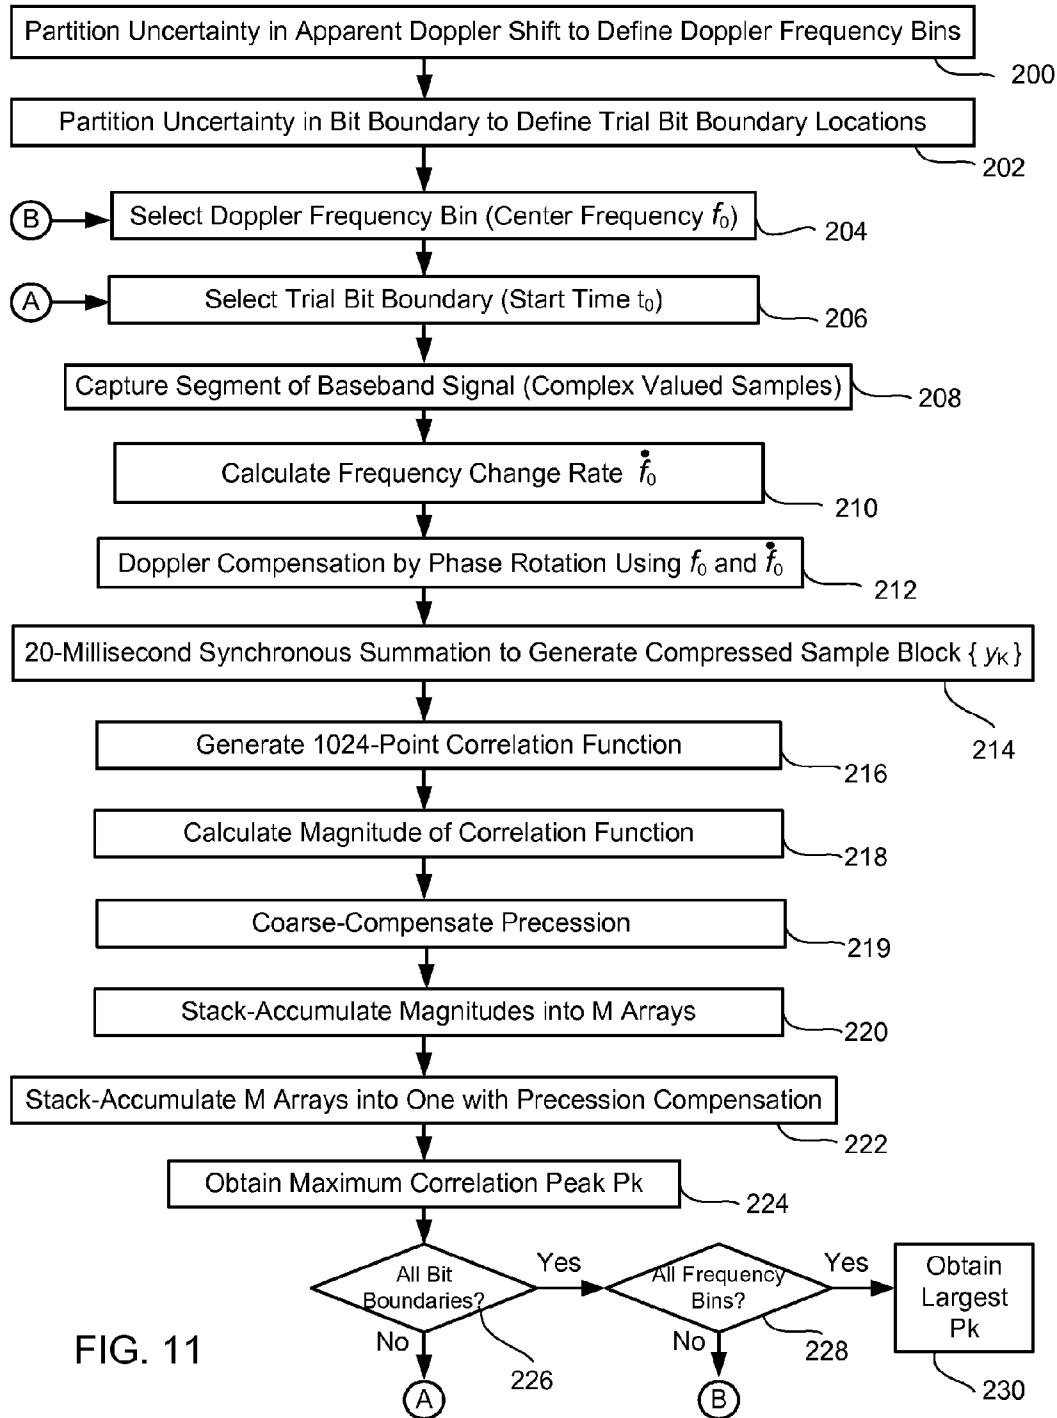 Partition Uncertainty in Apparent Doppler Shift to Define Doppler Frequency Bins
200
Partition Uncertainty in Bit Boundary to Define Trial Bit Boundary Locations
202
B
Select Doppler Frequency Bin (Center Frequency f₀)
204
A
Select Trial Bit Boundary (Start Time t₀)
206
Capture Segment of Baseband Signal (Complex Valued Samples)
208
Calculate Frequency Change Rate ḟ₀
210
Doppler Compensation by Phase Rotation Using f₀ and ḟ₀
212
20-Millisecond Synchronous Summation to Generate Compressed Sample Block { yK }
214
Generate 1024-Point Correlation Function
216
Calculate Magnitude of Correlation Function
218
Coarse-Compensate Precession
219
Stack-Accumulate Magnitudes into M Arrays
220
Stack-Accumulate M Arrays into One with Precession Compensation
222
Obtain Maximum Correlation Peak Pk
224
All Bit
Boundaries?
Yes
No
226
A
All Frequency
Bins?
Yes
No
228
B
Obtain
Largest
Pk
230
FIG. 11